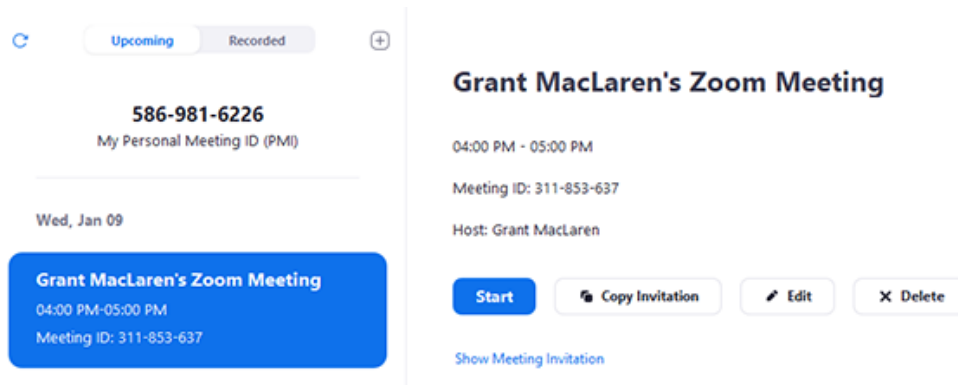 Upcoming Recorded
586-981-6226
My Personal Meeting ID (PMI)
Wed, Jan 09
Grant MacLaren's Zoom Meeting
04:00 PM-05:00 PM
Meeting ID: 311-853-637
Grant MacLaren's Zoom Meeting
04:00 PM - 05:00 PM
Meeting ID: 311-853-637
Host: Grant MacLaren
Start Copy Invitation Edit Delete
Show Meeting Invitation